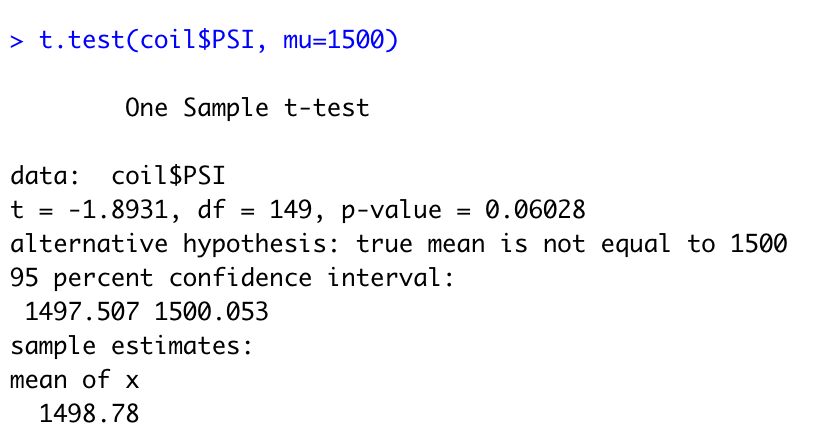 > t.test(coil$PSI, mu=1500)
One Sample t-test
data:  coil$PSI
t = -1.8931, df = 149, p-value = 0.06028
alternative hypothesis: true mean is not equal to 1500
95 percent confidence interval:
1497.507 1500.053
sample estimates:
mean of x
1498.78